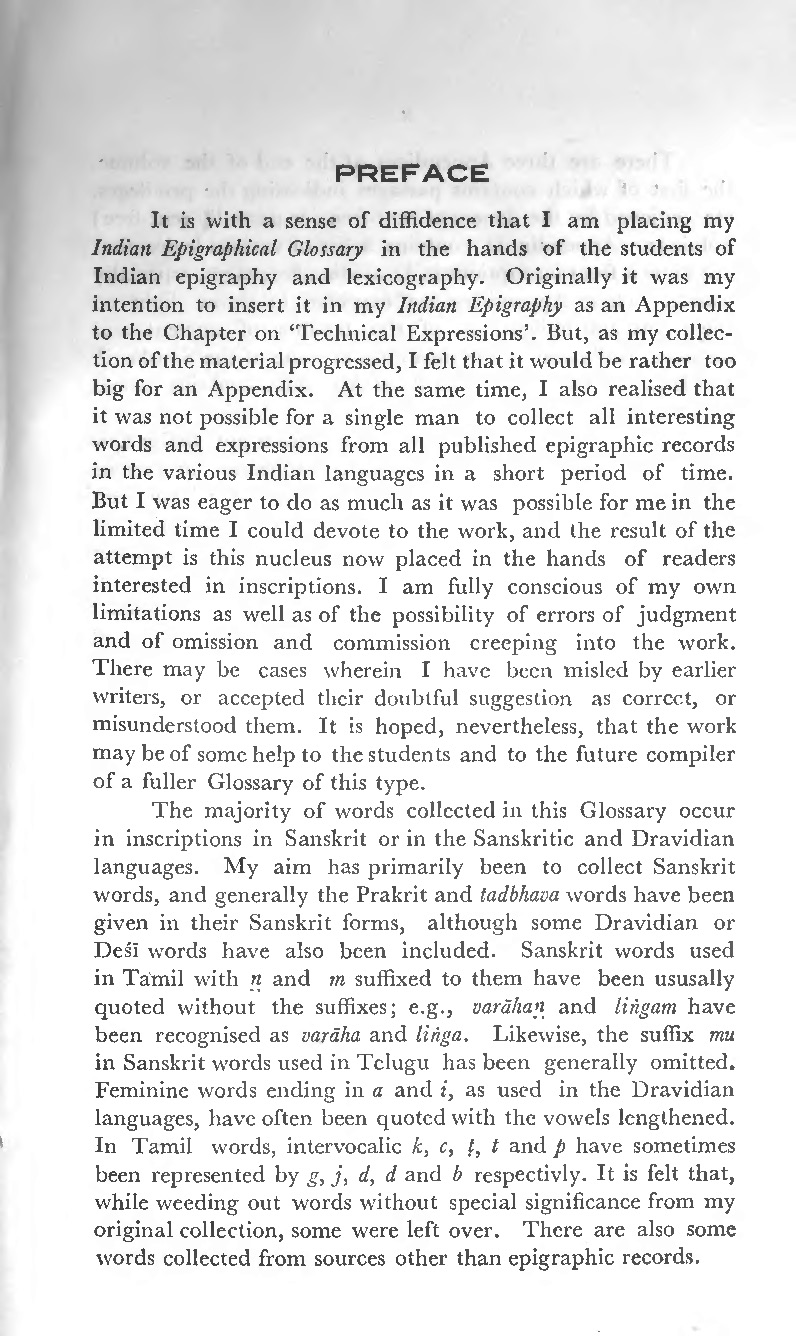 PREFACE
It is with a sense of diffidence that I am placing my
Indian Epigraphical Glossary in the hands of the students of
Indian epigraphy and lexicography. Originally it was my
intention to insert it in my Indian Epigraphy as an Appendix
to the Chapter on ‘Technical Expressions’. But, as my collec-
tion of the material progressed, I felt that it would be rather too
big for an Appendix. At the same time, I also realised that
it was not possible for a single man to collect all interesting
words and expressions from all published epigraphic records
in the various Indian languages in a short period of time.
But I was eager to do as much as it was possible for me in the
limited time I could devote to the work, and the result of the
attempt is this nucleus now placed in the hands of readers
interested in inscriptions. I am fully conscious of my own
limitations as well as of the possibility of errors of judgment
and of omission and commission creeping into the work.
There may be cases wherein I have been misled by earlier
writers, or accepted their doubtful suggestion as correct, or
misunderstood them. It is hoped, nevertheless, that the work
may be of some help to the students and to the future compiler
of a fuller Glossary of this type.
The majority of words collected in this Glossary occur
in inscriptions in Sanskrit or in the Sanskritic and Dravidian
languages. My aim has primarily been to collect Sanskrit
words, and generally the Prakrit and tadbhava words have been
given in their Sanskrit forms, although some Dravidian or
Deśī words have also been included. Sanskrit words used
in Tamil with ṉ and m suffixed to them have been ususally
quoted without the suffixes; e.g., varāhaṉ and liṅgam have
been recognised as varāha and liṅga. Likewise, the suffix mu
in Sanskrit words used in Telugu has been generally omitted.
Feminine words ending in a and i, as used in the Dravidian
languages, have often been quoted with the vowels lengthened.
In Tamil words, intervocalic k, c, ṭ, t and p have sometimes
been represented by g, j, d, d and b respectivly. It is felt that,
while weeding out words without special significance from my
original collection, some were left over. There are also some
words collected from sources other than epigraphic records.